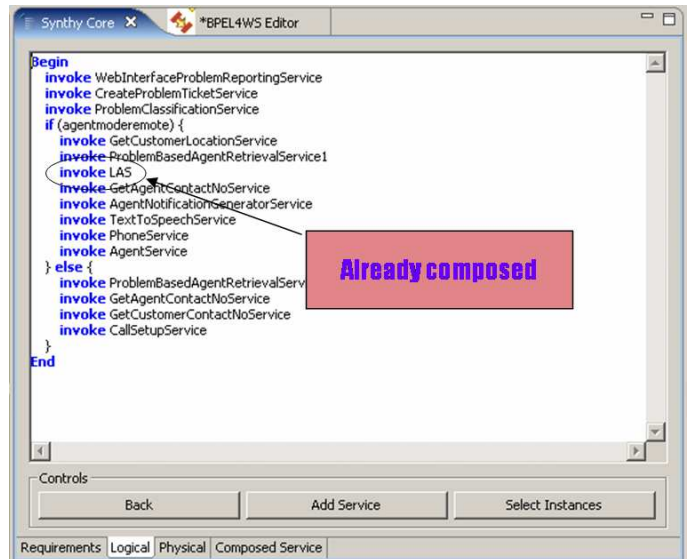 Synthy Core
*BPEL4WS Editor
Begin
invoke WebInterfaceProblemReportingService
invoke CreateProblemTicketService
invoke ProblemClassificationService
if (agentmoderemote) {
invoke GetCustomerLocationService
invoke ProblemBasedAgentRetrievalService1
invoke LAS
invoke GetAgentContactNoService
invoke AgentNotificationGeneratorService
invoke TextToSpeechService
invoke PhoneService
invoke AgentService
} else {
invoke ProblemBasedAgentRetrievalServ
invoke GetAgentContactNoService
invoke GetCustomerContactNoService
invoke CallSetupService
}
End
Already composed
Controls
Back
Add Service
Select Instances
Requirements Logical Physical Composed Service